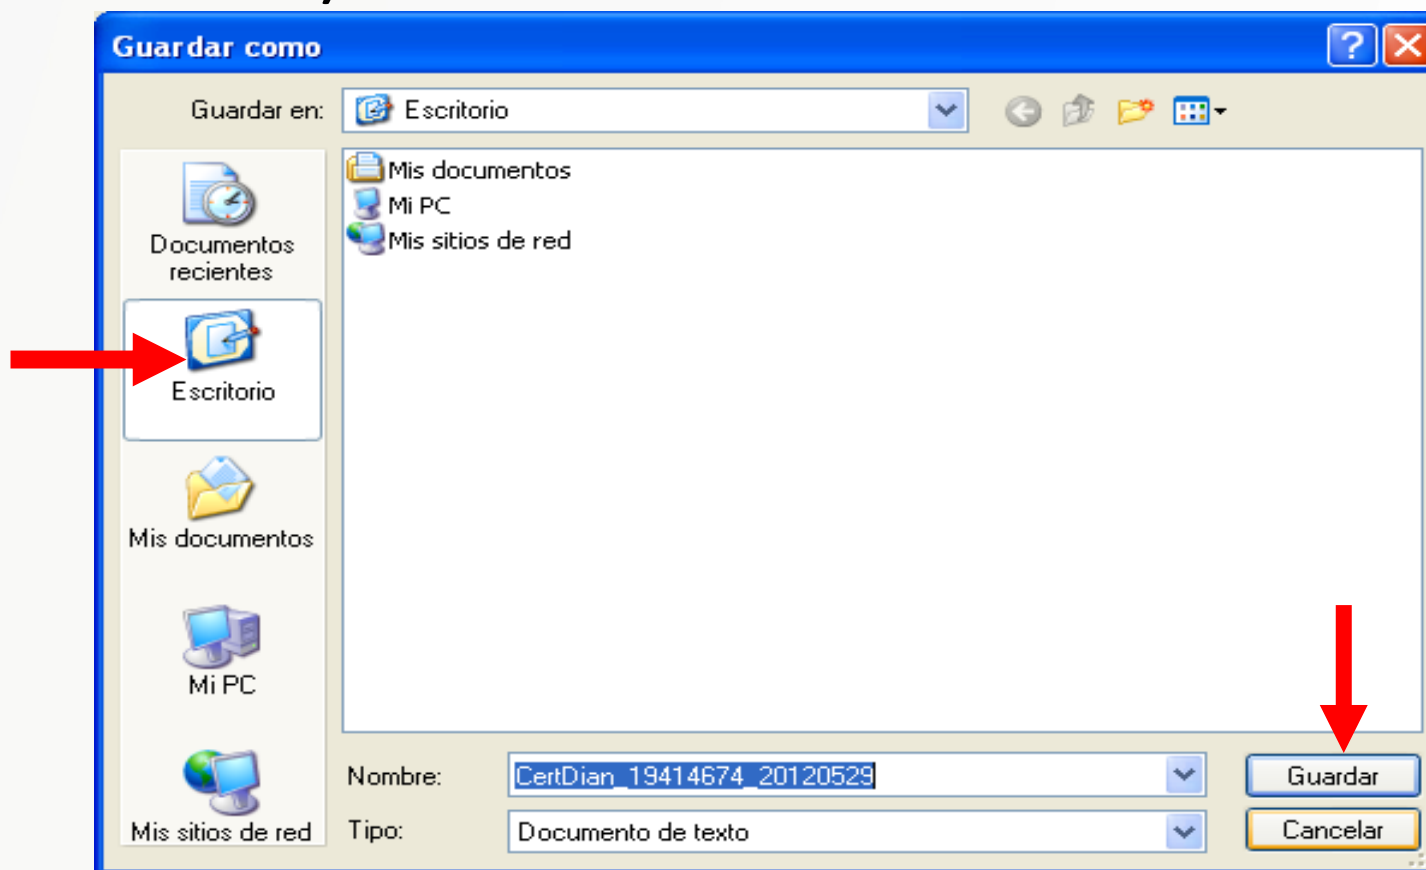 Guardar como
Guardar en: Escritorio
Mis documentos
Mi PC
Mis sitios de red
Documentos
recientes
Escritorio
Mis documentos
Mi PC
Mis sitios de red
Nombre: CertDian_19414674_20120529 Guardar
Tipo: Documento de texto Cancelar